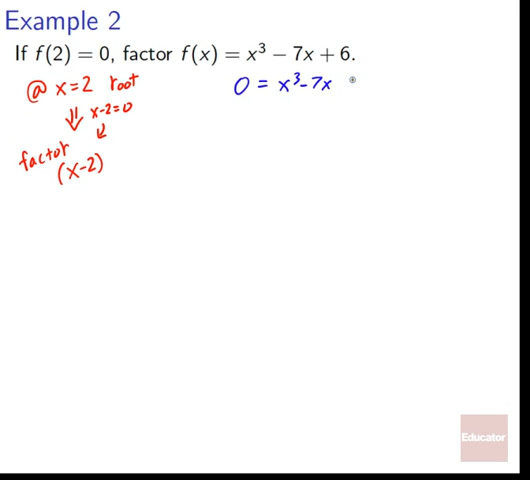 Example 2
If f(2) = 0, factor f(x) = x³ − 7x + 6.
@ x=2 root
0 = x³-7x
⇓ x-2=0
↙
factor
(x-2)
Educator